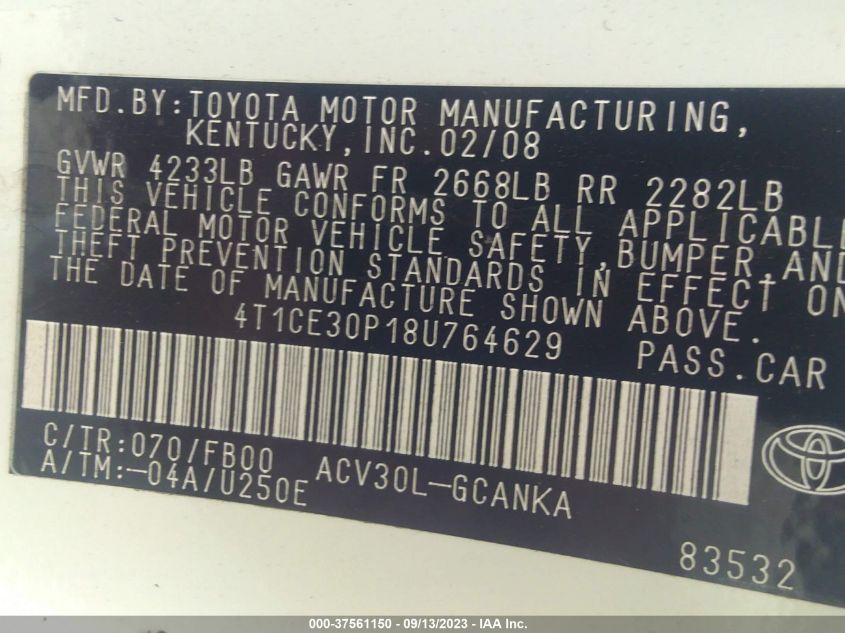 MFD.BY:TOYOTA MOTOR MANUFACTURING,
KENTUCKY,INC.02/08
GVWR 4233LB GAWR FR 2668LB RR 2282LB
THIS VEHICLE CONFORMS TO ALL APPLICABLE
FEDERAL MOTOR VEHICLE SAFETY,BUMPER,AND
THEFT PREVENTION STANDARDS IN EFFECT ON
THE DATE OF MANUFACTURE SHOWN ABOVE.
4T1CE30P18U764629 PASS.CAR
C/TR:070/FB00
A/TM:-04A/U250E ACV30L-GCANKA
83532
000-37561150 - 09/13/2023 - IAA Inc.